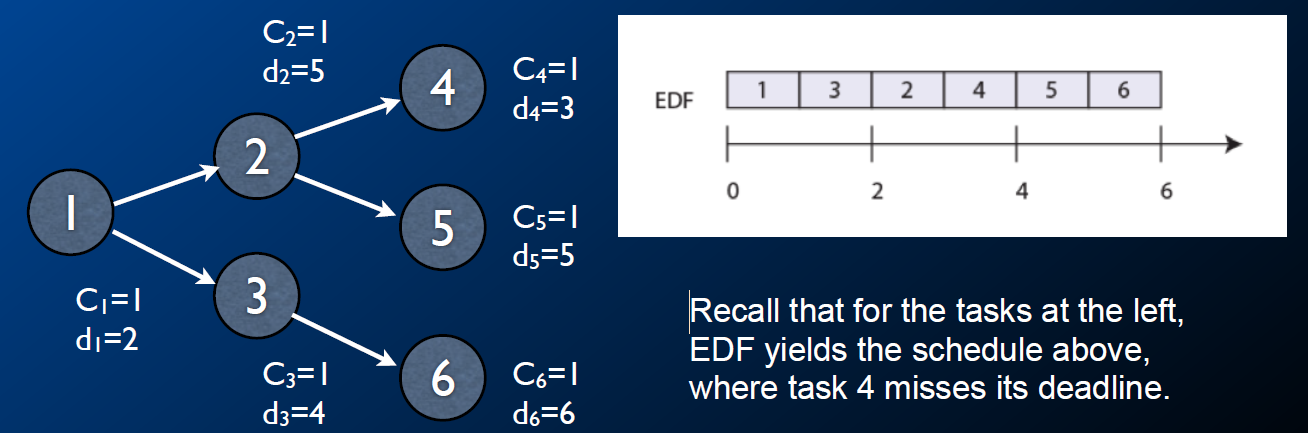 C₂=1
d₂=5
4
C₄=1
d₄=3
2
1
5
C₅=1
d₅=5
C₁=1
d₁=2
3
C₃=1
d₃=4
6
C₆=1
d₆=6
EDF 1 3 2 4 5 6
0 2 4 6
Recall that for the tasks at the left,
EDF yields the schedule above,
where task 4 misses its deadline.